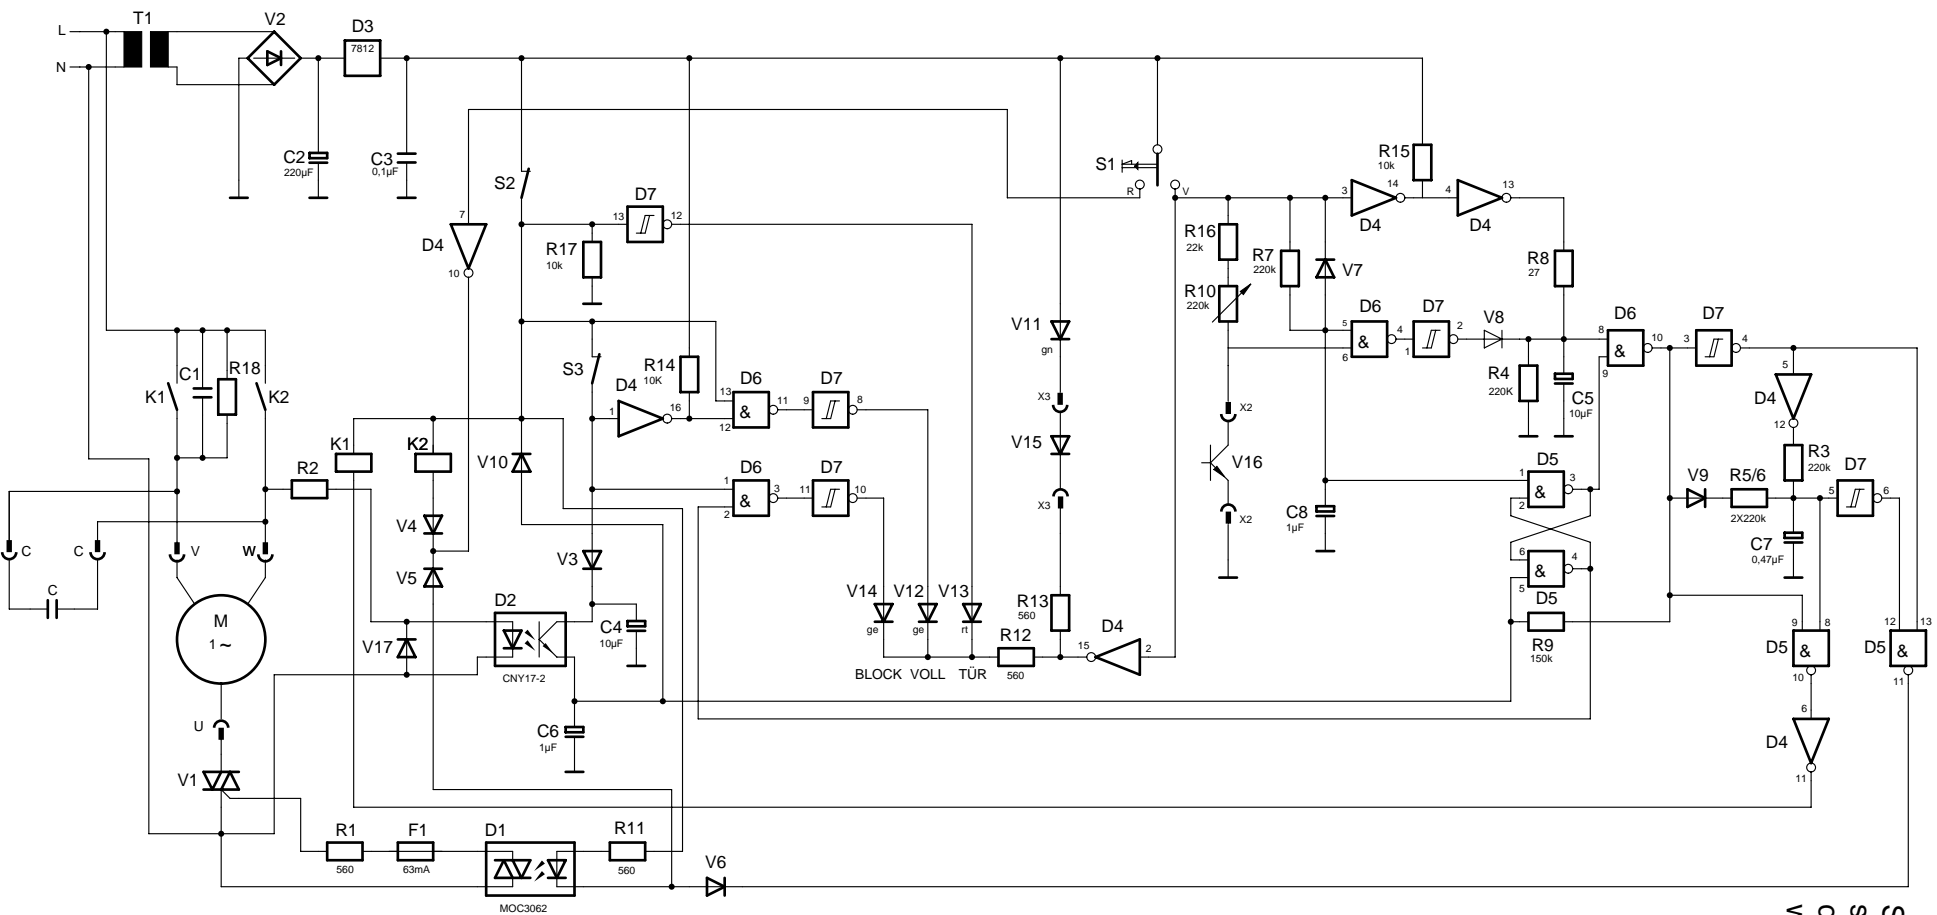 T1
V2
D3
L
7812
N
C2
220µF
C3
0,1µF
S1
R
V
R15
10k
3
14
D4
4
13
D4
S2
D7
13
12
7
D4
10
R17
10k
R16
22k
R7
220k
V7
R8
27
R10
220k
V11
gn
D6
5
6
&
4
D7
1
2
V8
D6
8
9
&
10
D7
3
4
S3
R14
10K
D4
1
16
D6
13
12
&
11
D7
9
8
K1
C1
R18
K2
X3
X2
R4
220K
C5
10µF
5
D4
12
R3
220k
K1
K2
V15
V16
R2
V10
D6
1
2
&
3
D7
11
10
X3
X2
D5
1
2
&
3
V9
R5/6
2X220k
D7
5
6
C8
1µF
C7
0,47µF
V4
V5
C
C
V
W
C
V3
6
5
&
4
D5
D2
CNY17-2
V14
ge
V12
ge
V13
rt
R13
560
M
1 ~
V17
C4
10µF
R12
560
15
D4
2
R9
150k
9
8
D5
&
10
12
13
D5
&
11
BLOCK VOLL TÜR
U
C6
1µF
6
D4
11
V1
R1
560
F1
63mA
D1
MOC3062
R11
560
V6